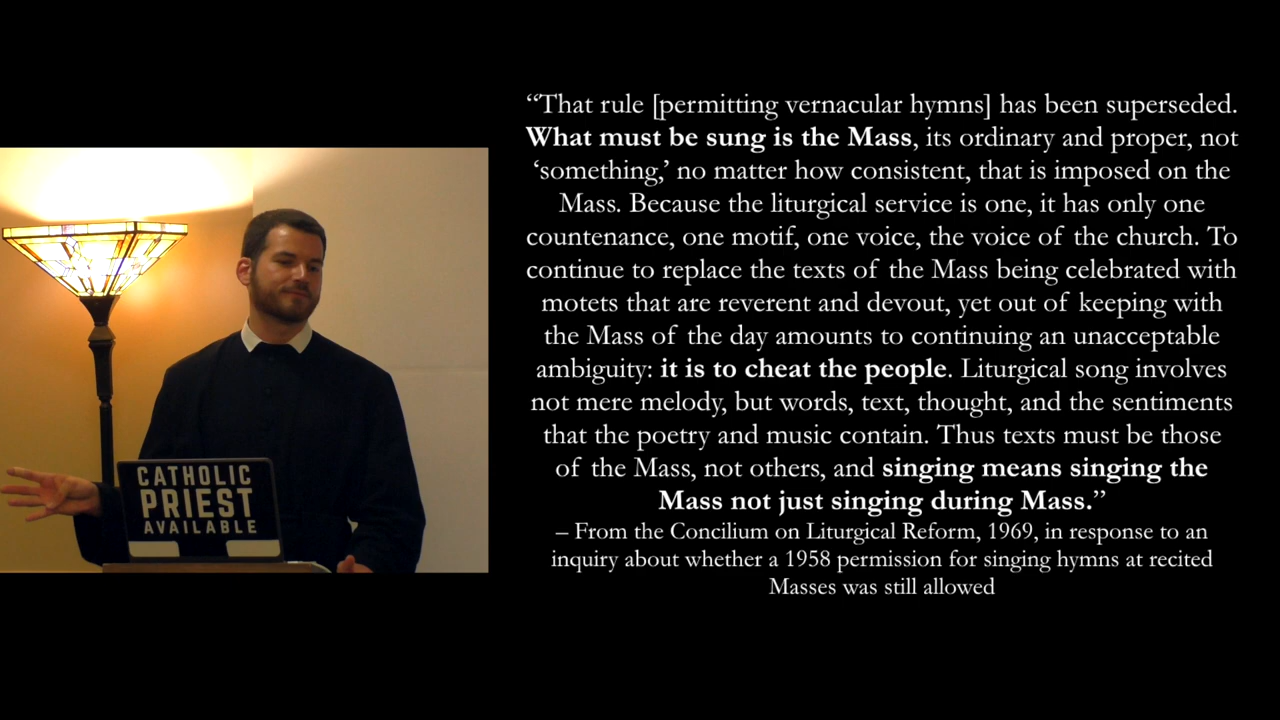 CATHOLIC
PRIEST
AVAILABLE
“That rule [permitting vernacular hymns] has been superseded.
What must be sung is the Mass, its ordinary and proper, not
‘something,’ no matter how consistent, that is imposed on the
Mass. Because the liturgical service is one, it has only one
countenance, one motif, one voice, the voice of the church. To
continue to replace the texts of the Mass being celebrated with
motets that are reverent and devout, yet out of keeping with
the Mass of the day amounts to continuing an unacceptable
ambiguity: it is to cheat the people. Liturgical song involves
not mere melody, but words, text, thought, and the sentiments
that the poetry and music contain. Thus texts must be those
of the Mass, not others, and singing means singing the
Mass not just singing during Mass.”
– From the Concilium on Liturgical Reform, 1969, in response to an
inquiry about whether a 1958 permission for singing hymns at recited
Masses was still allowed